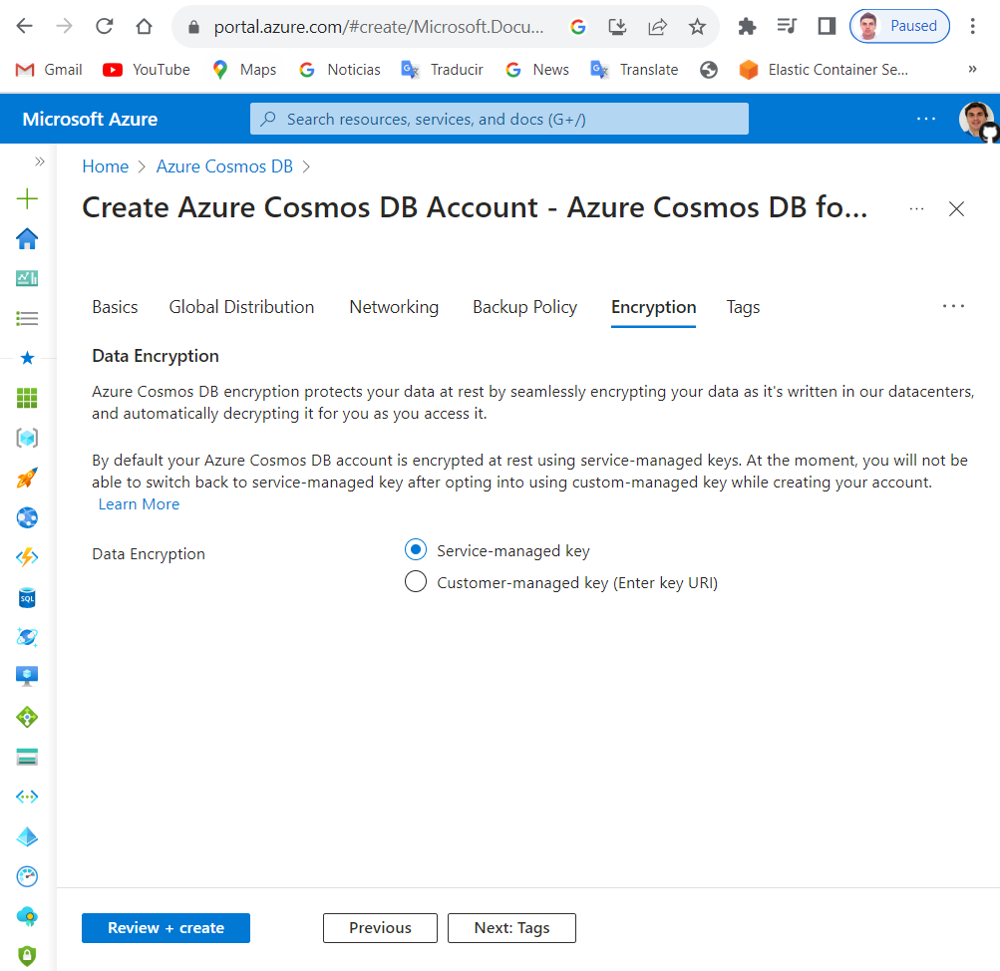 portal.azure.com/#create/Microsoft.Docu...
Paused
Gmail
YouTube
Maps
Noticias
Traducir
News
Translate
Elastic Container Se...
»
Microsoft Azure
Search resources, services, and docs (G+/)
Home > Azure Cosmos DB >
Create Azure Cosmos DB Account - Azure Cosmos DB fo...
Basics
Global Distribution
Networking
Backup Policy
Encryption
Tags
Data Encryption
Azure Cosmos DB encryption protects your data at rest by seamlessly encrypting your data as it's written in our datacenters,
and automatically decrypting it for you as you access it.
By default your Azure Cosmos DB account is encrypted at rest using service-managed keys. At the moment, you will not be
able to switch back to service-managed key after opting into using custom-managed key while creating your account.
Learn More
Data Encryption
Service-managed key
Customer-managed key (Enter key URI)
SQL
Review + create
Previous
Next: Tags